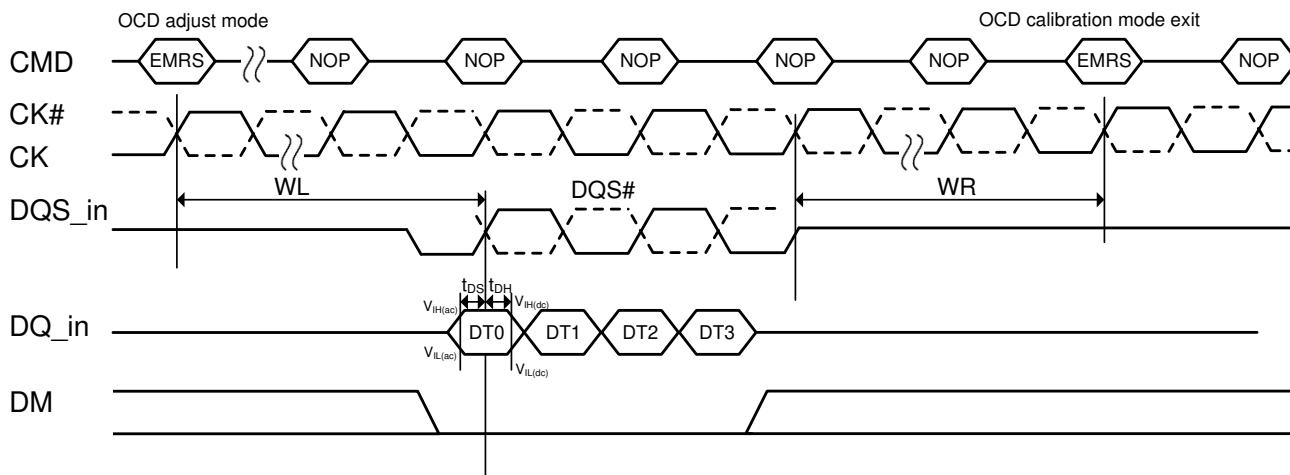 OCD adjust mode OCD calibration mode exit
CMD EMRS NOP NOP NOP NOP NOP EMRS NOP
CK#
CK
WL DQS# WR
DQS_in
tDS tDH
VIH(ac) VIH(dc)
DQ_in DT0 DT1 DT2 DT3
VIL(ac) VIL(dc)
DM